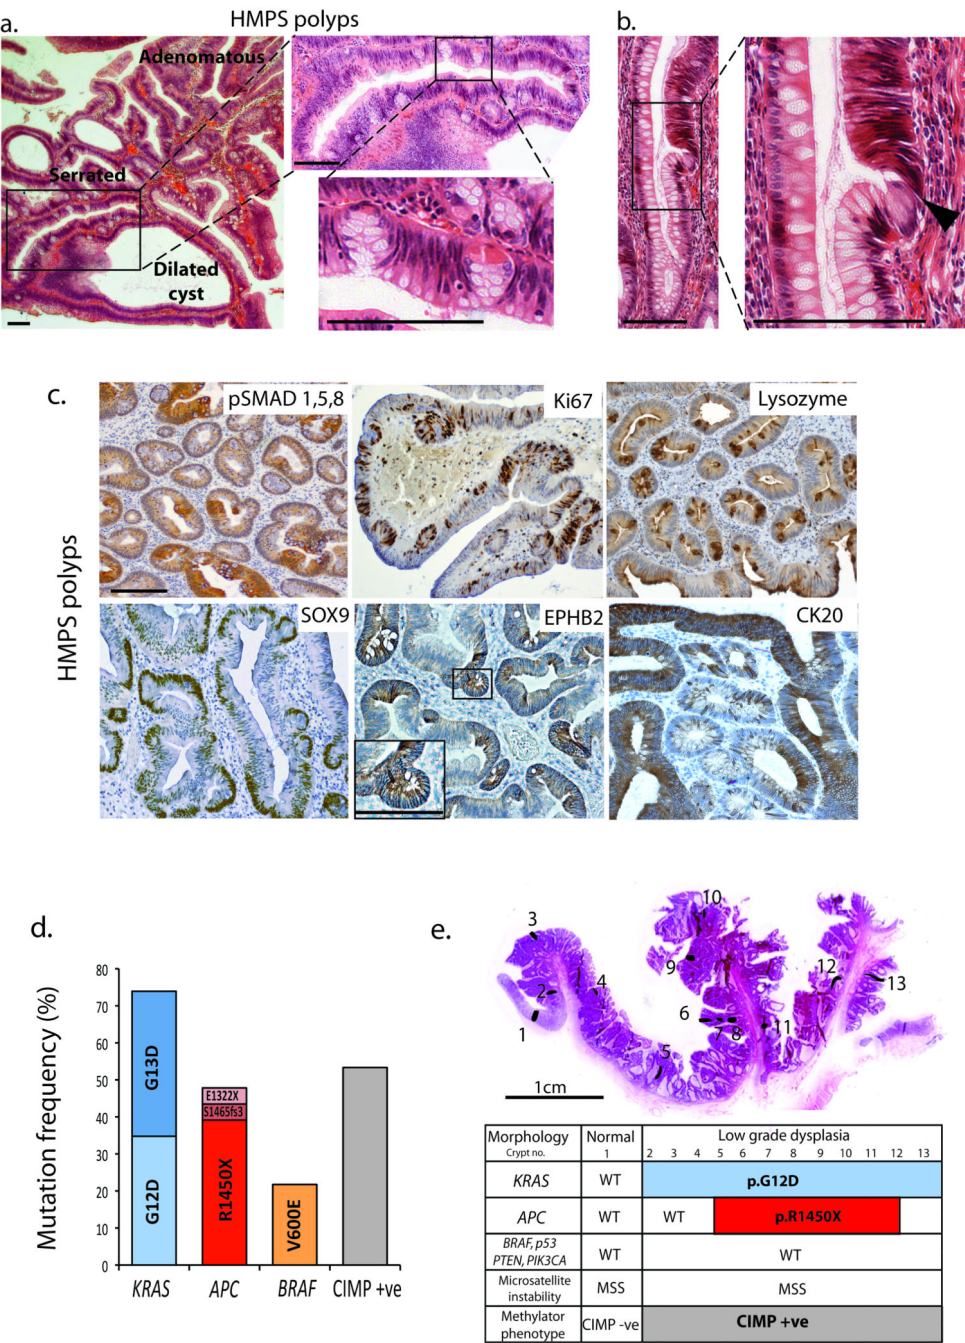 HMPS polyps
a.
b.
Adenomatous
Serrated
Dilated
cyst
c.
pSMAD 1,5,8
Ki67
Lysozyme
HMPS polyps
SOX9
EPHB2
CK20
d.
Mutation frequency (%)
80
70
60
50
40
30
20
10
0
G13D
G12D
E1322X
S1465fs3
R1450X
V600E
KRAS
APC
BRAF
CIMP +ve
e.
1
2
3
4
5
6
7
8
9
10
11
12
13
1cm
Morphology Normal Low grade dysplasia
Crypt no. 1 2 3 4 5 6 7 8 9 10 11 12 13
KRAS WT p.G12D
APC WT WT p.R1450X
BRAF, p53
PTEN, PIK3CA WT WT
Microsatellite
instability MSS MSS
Methylator
phenotype CIMP -ve CIMP +ve